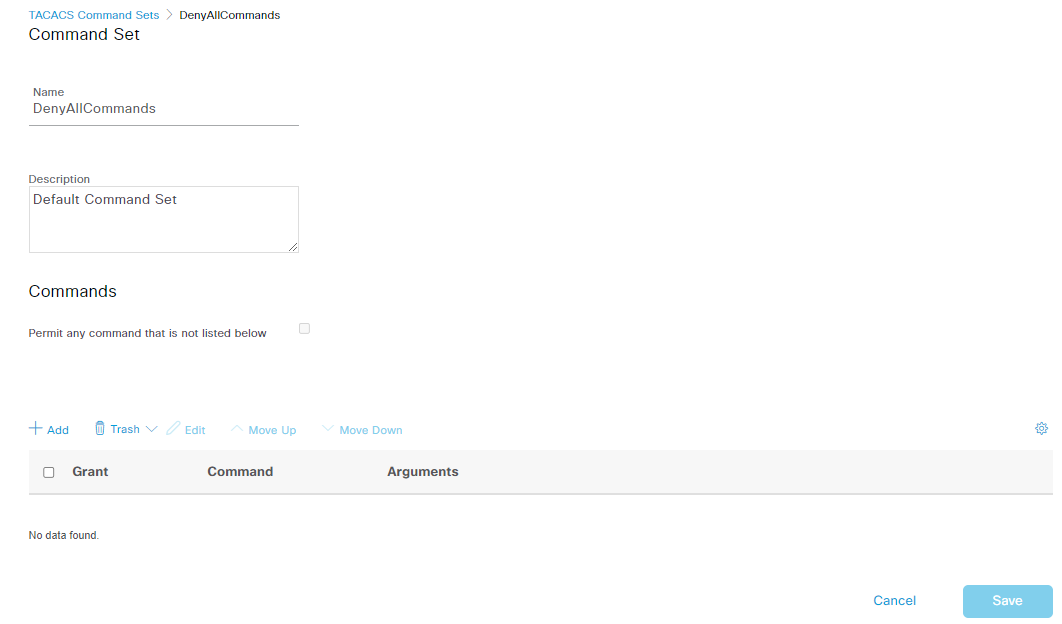 TACACS Command Sets > DenyAllCommands
Command Set
Name
DenyAllCommands
Description
Default Command Set
Commands
Permit any command that is not listed below
Add Trash Edit Move Up Move Down
Grant Command Arguments
No data found.
Cancel Save